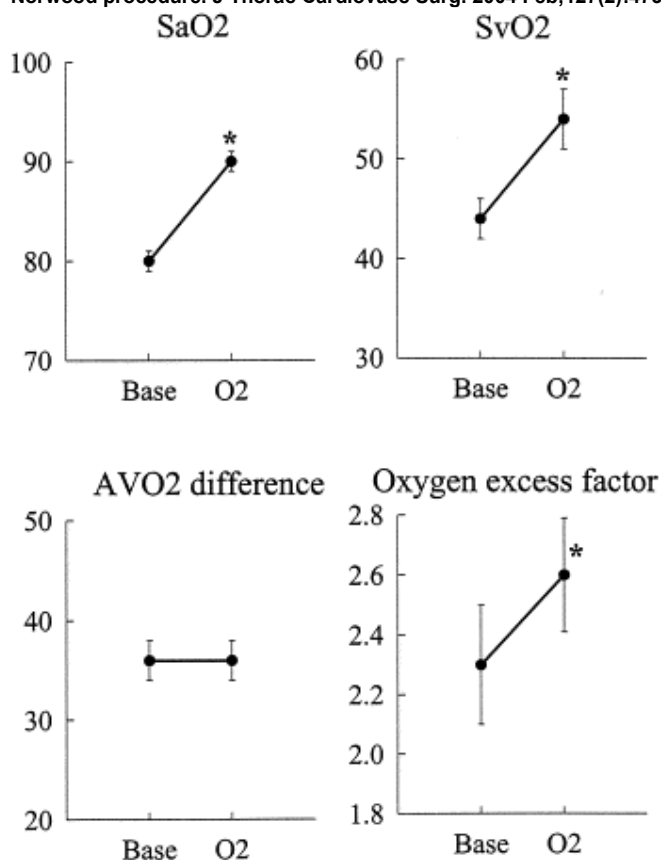 Norwood procedure. J Thorac Cardiovasc Surg. 2004 Feb;127(2):
SaO2
SvO2
100
90
80
70
*
Base O2
60
50
40
30
*
Base O2
AVO2 difference
Oxygen excess factor
50
40
30
20
Base O2
2.8
2.6
2.4
2.2
2.0
1.8
*
Base O2